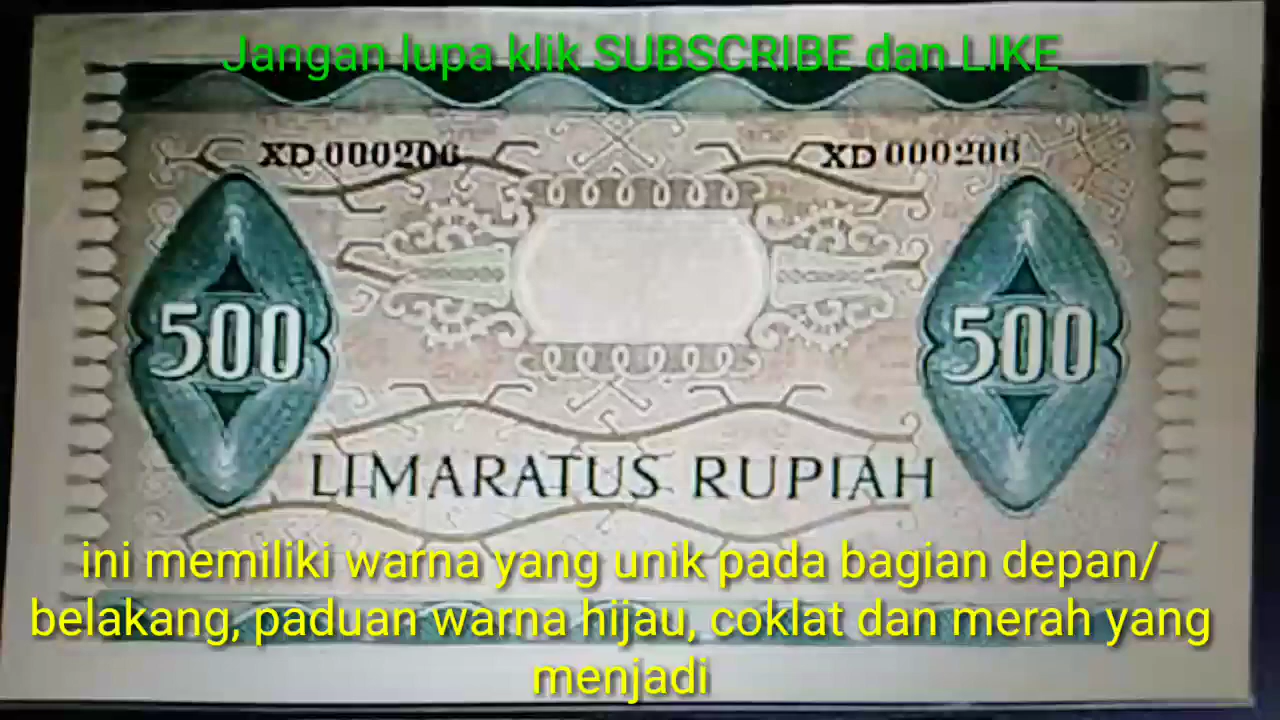 Jangan lupa klik SUBSCRIBE dan LIKE
XD 000206 XD 000206
500 500
LIMARATUS RUPIAH
ini memiliki warna yang unik pada bagian depan/
belakang, paduan warna hijau, coklat dan merah yang
menjadi